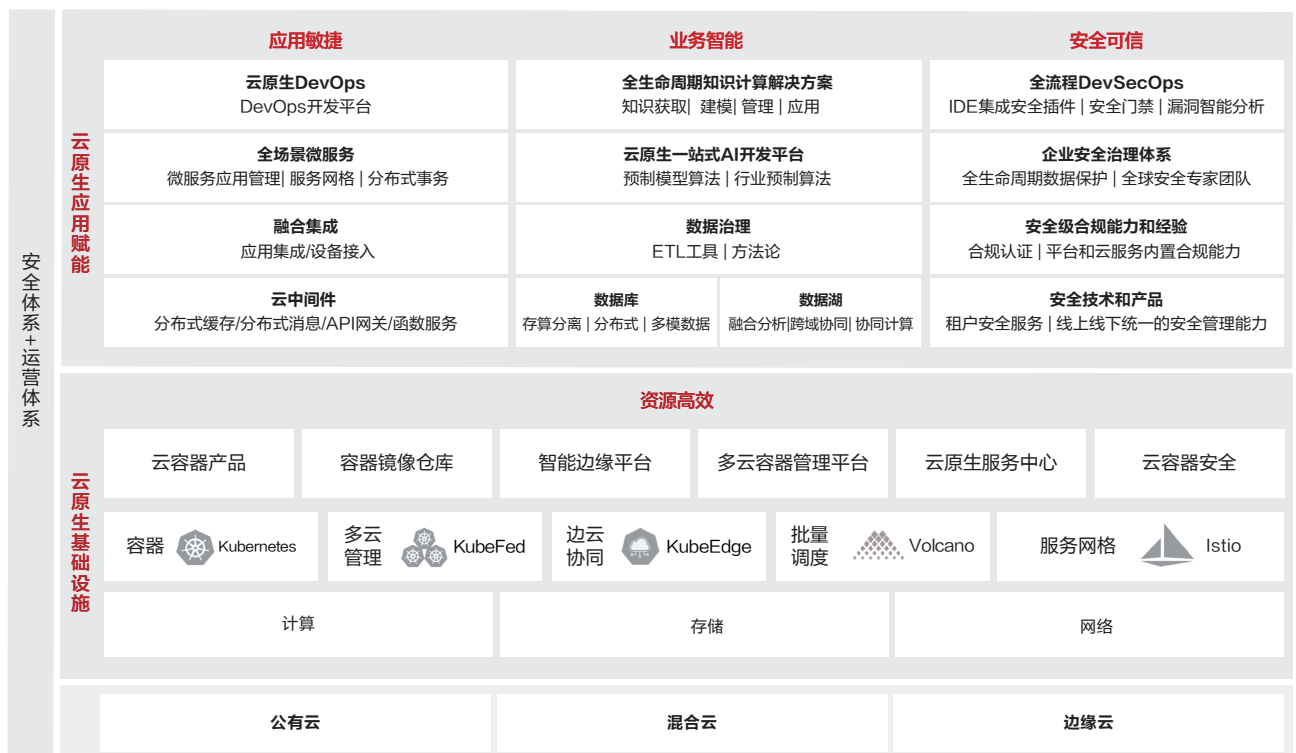 安全体系+运营体系
云原生应用赋能
应用敏捷
业务智能
安全可信
云原生DevOps
DevOps开发平台
全生命周期知识计算解决方案
知识获取| 建模| 管理 | 应用
全流程DevSecOps
IDE集成安全插件 | 安全门禁 | 漏洞智能分析
全场景微服务
微服务应用管理| 服务网格 | 分布式事务
云原生一站式AI开发平台
预制模型算法 | 行业预制算法
企业安全治理体系
全生命周期数据保护 | 全球安全专家团队
融合集成
应用集成/设备接入
数据治理
ETL工具 | 方法论
安全级合规能力和经验
合规认证 | 平台和云服务内置合规能力
云中间件
分布式缓存/分布式消息/API网关/函数服务
数据库
存算分离 | 分布式 | 多模数据
数据湖
融合分析|跨域协同| 协同计算
安全技术和产品
租户安全服务 | 线上线下统一的安全管理能力
云原生基础设施
资源高效
云容器产品
容器镜像仓库
智能边缘平台
多云容器管理平台
云原生服务中心
云容器安全
容器
Kubernetes
多云
管理
KubeFed
边云
协同
KubeEdge
批量
调度
Volcano
服务网格
Istio
计算
存储
网络
公有云
混合云
边缘云